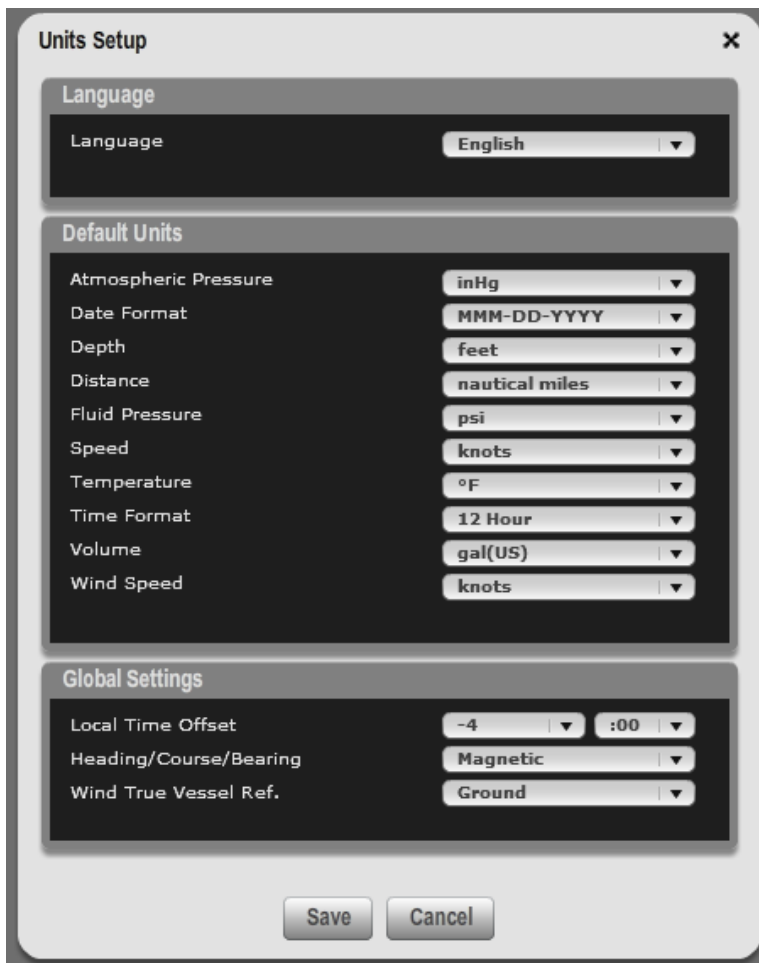 Units Setup
Language
Language English
Default Units
Atmospheric Pressure inHg
Date Format MMM-DD-YYYY
Depth feet
Distance nautical miles
Fluid Pressure psi
Speed knots
Temperature °F
Time Format 12 Hour
Volume gal(US)
Wind Speed knots
Global Settings
Local Time Offset -4 :00
Heading/Course/Bearing Magnetic
Wind True Vessel Ref. Ground
Save Cancel